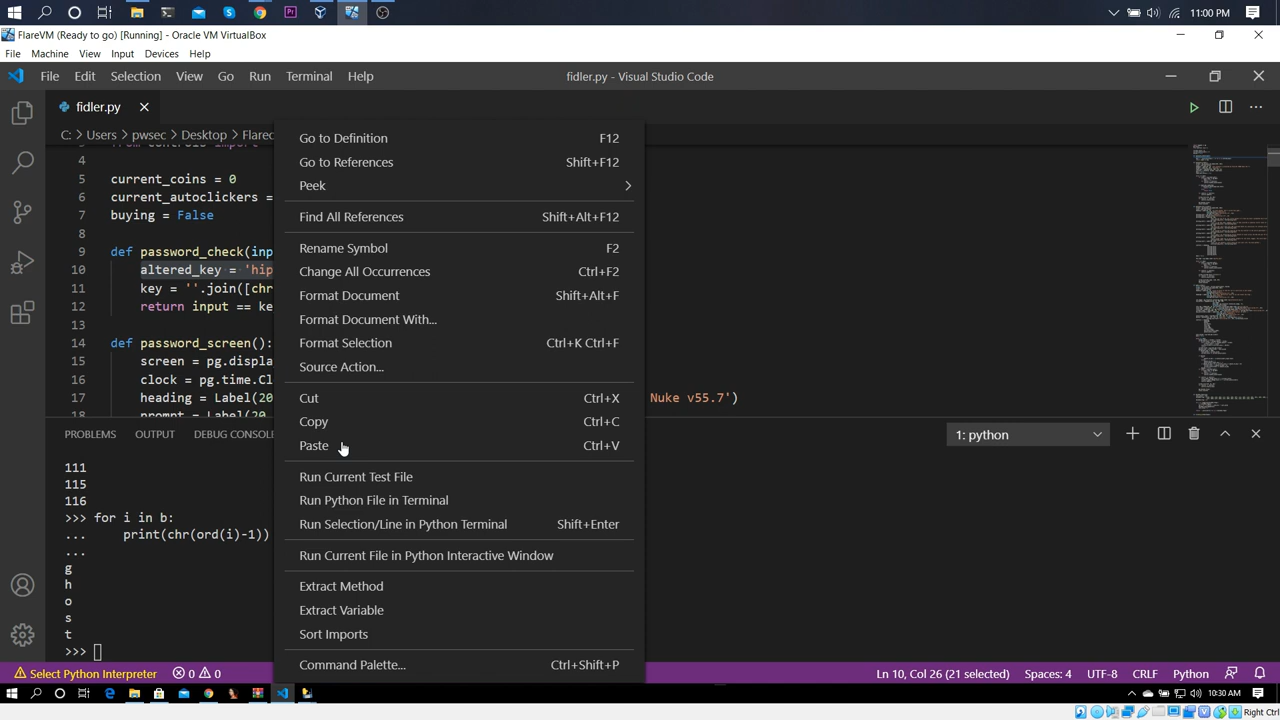 11:00 PM
FlareVM (Ready to go) [Running] - Oracle VM VirtualBox
File Machine View Input Devices Help
File Edit Selection View Go Run Terminal Help fidler.py - Visual Studio Code
fidler.py
C: > Users > pwsec > Desktop > Flarec
4
5 current_coins = 0
6 current_autoclickers =
7 buying = False
8
9 def password_check(inp
10 altered_key = 'hip
11 key = ''.join([chr
12 return input == ke
13
14 def password_screen():
15 screen = pg.displa
16 clock = pg.time.Cl
17 heading = Label(20 Nuke v55.7')
18 prompt = Label(20
Go to Definition F12
Go to References Shift+F12
Peek
Find All References Shift+Alt+F12
Rename Symbol F2
Change All Occurrences Ctrl+F2
Format Document Shift+Alt+F
Format Document With...
Format Selection Ctrl+K Ctrl+F
Source Action...
Cut Ctrl+X
Copy Ctrl+C
Paste Ctrl+V
Run Current Test File
Run Python File in Terminal
Run Selection/Line in Python Terminal Shift+Enter
Run Current File in Python Interactive Window
Extract Method
Extract Variable
Sort Imports
Command Palette... Ctrl+Shift+P
PROBLEMS OUTPUT DEBUG CONSOLE 1: python
111
115
116
>>> for i in b:
... print(chr(ord(i)-1))
...
g
h
o
s
t
>>>
Select Python Interpreter 0 0 Ln 10, Col 26 (21 selected) Spaces: 4 UTF-8 CRLF Python
10:30 AM
Right Ctrl